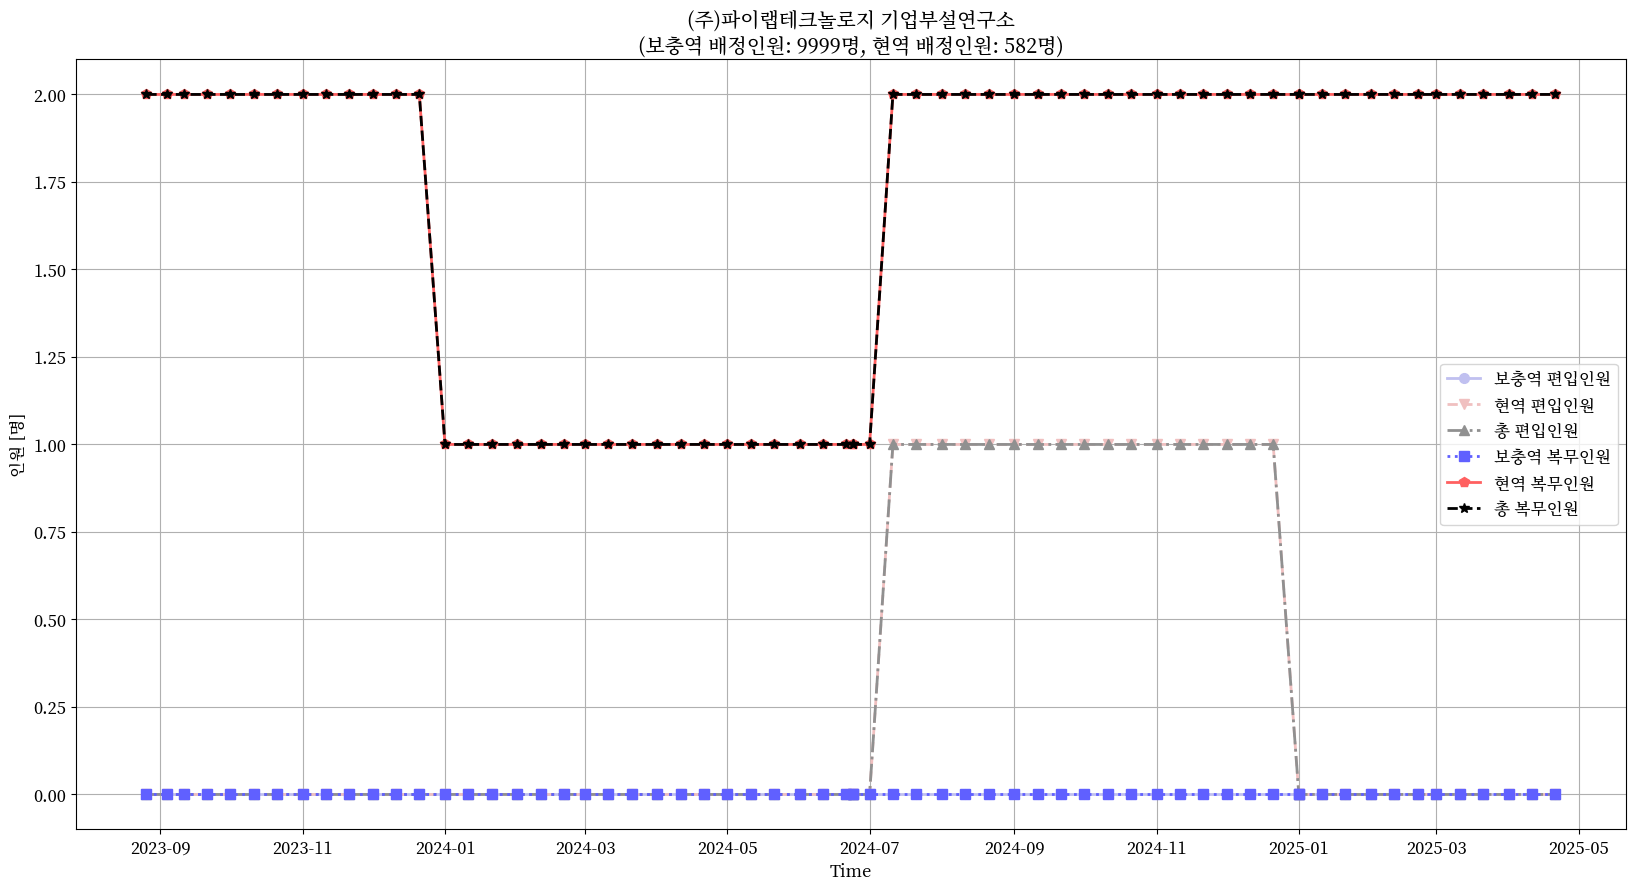 (주)파이랩테크놀로지 기업부설연구소
(보충역 배정인원: 9999명, 현역 배정인원: 582명)
2.00
1.75
1.50
1.25
1.00
0.75
0.50
0.25
0.00
인원 [명]
보충역 편입인원
현역 편입인원
총 편입인원
보충역 복무인원
현역 복무인원
총 복무인원
2023-09 2023-11 2024-01 2024-03 2024-05 2024-07 2024-09 2024-11 2025-01 2025-03 2025-05
Time